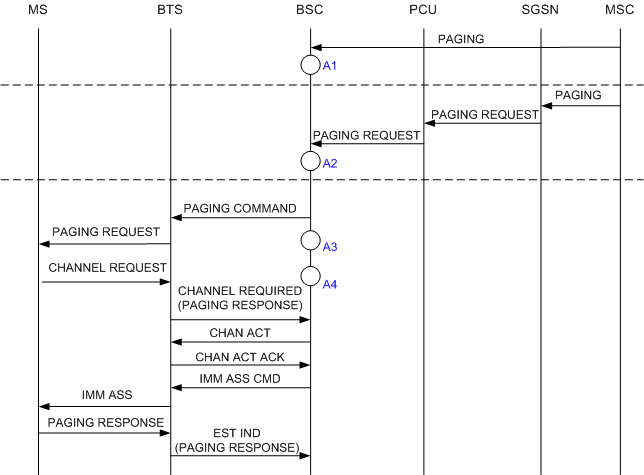 MS BTS BSC PCU SGSN MSC
PAGING
A1
PAGING
PAGING REQUEST
PAGING REQUEST
A2
PAGING COMMAND
PAGING REQUEST
A3
CHANNEL REQUEST
A4
CHANNEL REQUIRED
(PAGING RESPONSE)
CHAN ACT
CHAN ACT ACK
IMM ASS CMD
IMM ASS
PAGING RESPONSE
EST IND
(PAGING RESPONSE)